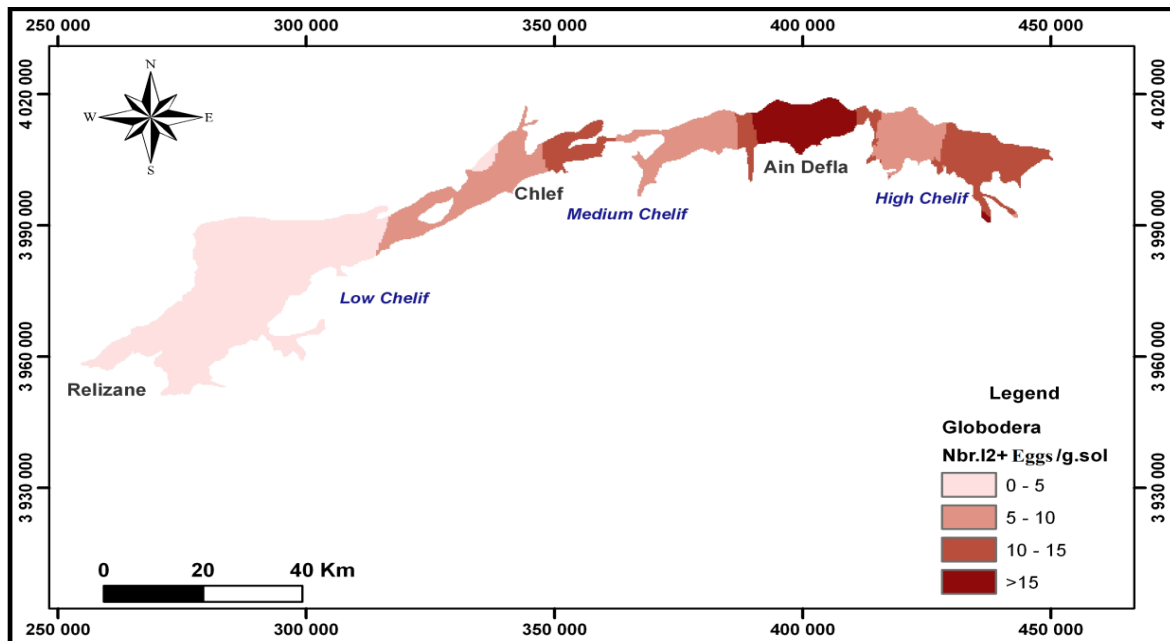 250 000 300 000 350 000 400 000 450 000
4 020 000
4 020 000
N
W E
S
Ain Defla
Chlef
High Chelif
Medium Chelif
3 990 000
3 990 000
Low Chelif
3 960 000
3 960 000
Relizane
Legend
Globodera
Nbr.l2+ Eggs /g.sol
0 - 5
5 - 10
10 - 15
>15
3 930 000
3 930 000
0 20 40 Km
250 000 300 000 350 000 400 000 450 000